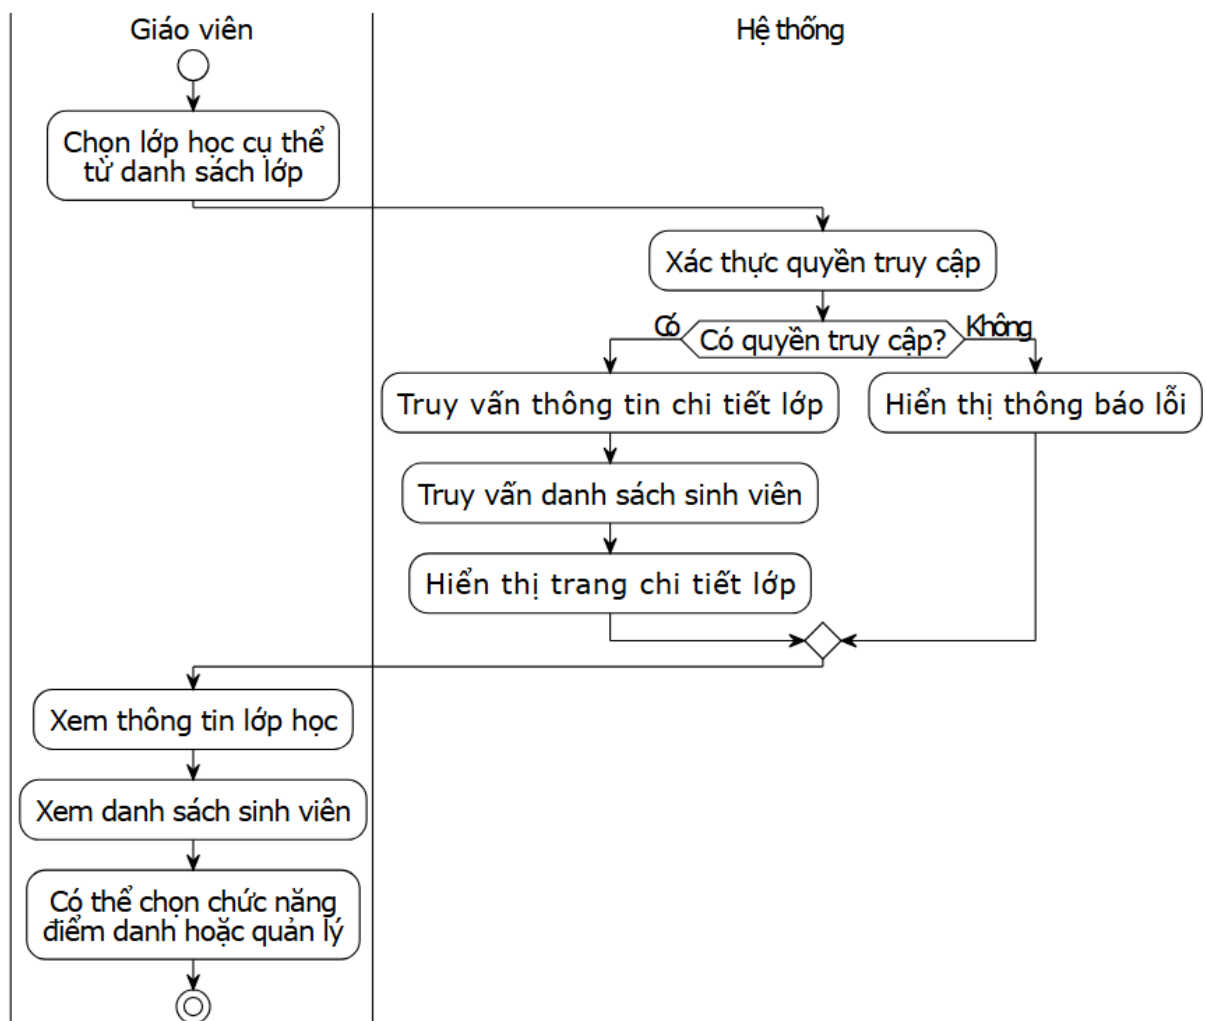 Giáo viên
Hệ thống
Chọn lớp học cụ thể
từ danh sách lớp
Xác thực quyền truy cập
Có
Có quyền truy cập?
Không
Truy vấn thông tin chi tiết lớp
Hiển thị thông báo lỗi
Truy vấn danh sách sinh viên
Hiển thị trang chi tiết lớp
Xem thông tin lớp học
Xem danh sách sinh viên
Có thể chọn chức năng
điểm danh hoặc quản lý